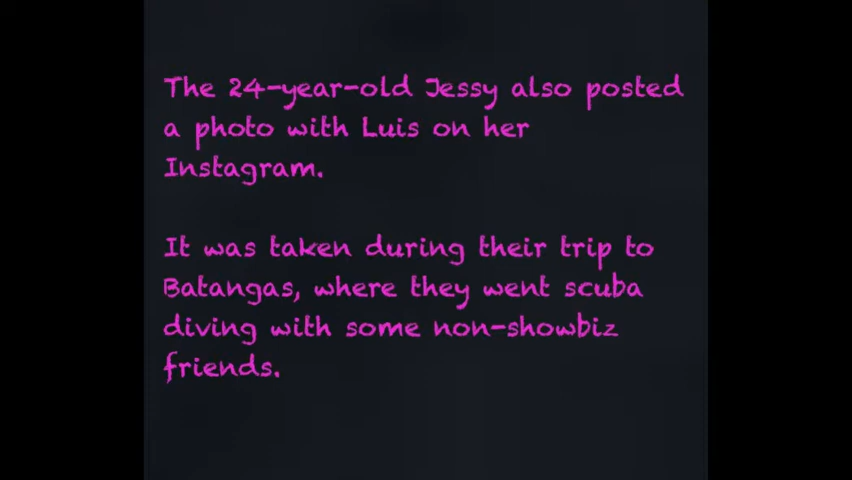 The 24-year-old Jessy also posted
a photo with Luis on her
Instagram.
It was taken during their trip to
Batangas, where they went scuba
diving with some non-showbiz
friends.